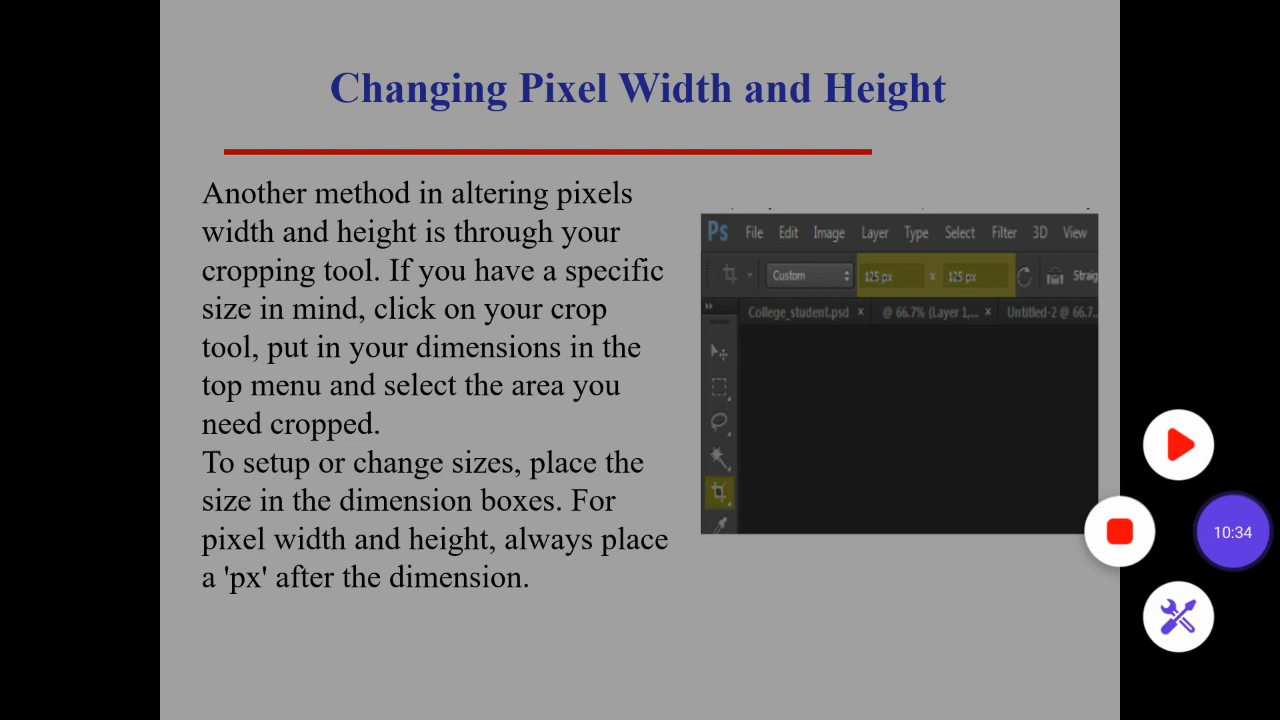 Changing Pixel Width and Height
Another method in altering pixels
width and height is through your
cropping tool. If you have a specific
size in mind, click on your crop
tool, put in your dimensions in the
top menu and select the area you
need cropped.
To setup or change sizes, place the
size in the dimension boxes. For
pixel width and height, always place
a 'px' after the dimension.
Ps File Edit Image Layer Type Select Filter 3D View
Custom 125 px x 125 px Straig
College_student.psd x @ 66.7% (Layer 1,... x Untitled-2 @ 66.7..
10:34